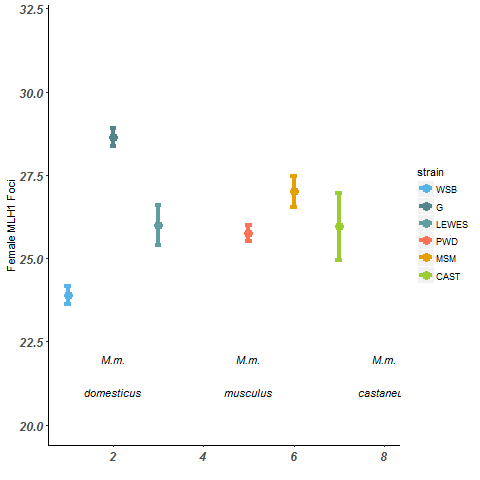 32.5
30.0
27.5
25.0
22.5
20.0
Female MLH1 Foci
M.m.
domesticus
M.m.
musculus
M.m.
castaneu
2
4
6
8
strain
WSB
G
LEWES
PWD
MSM
CAST